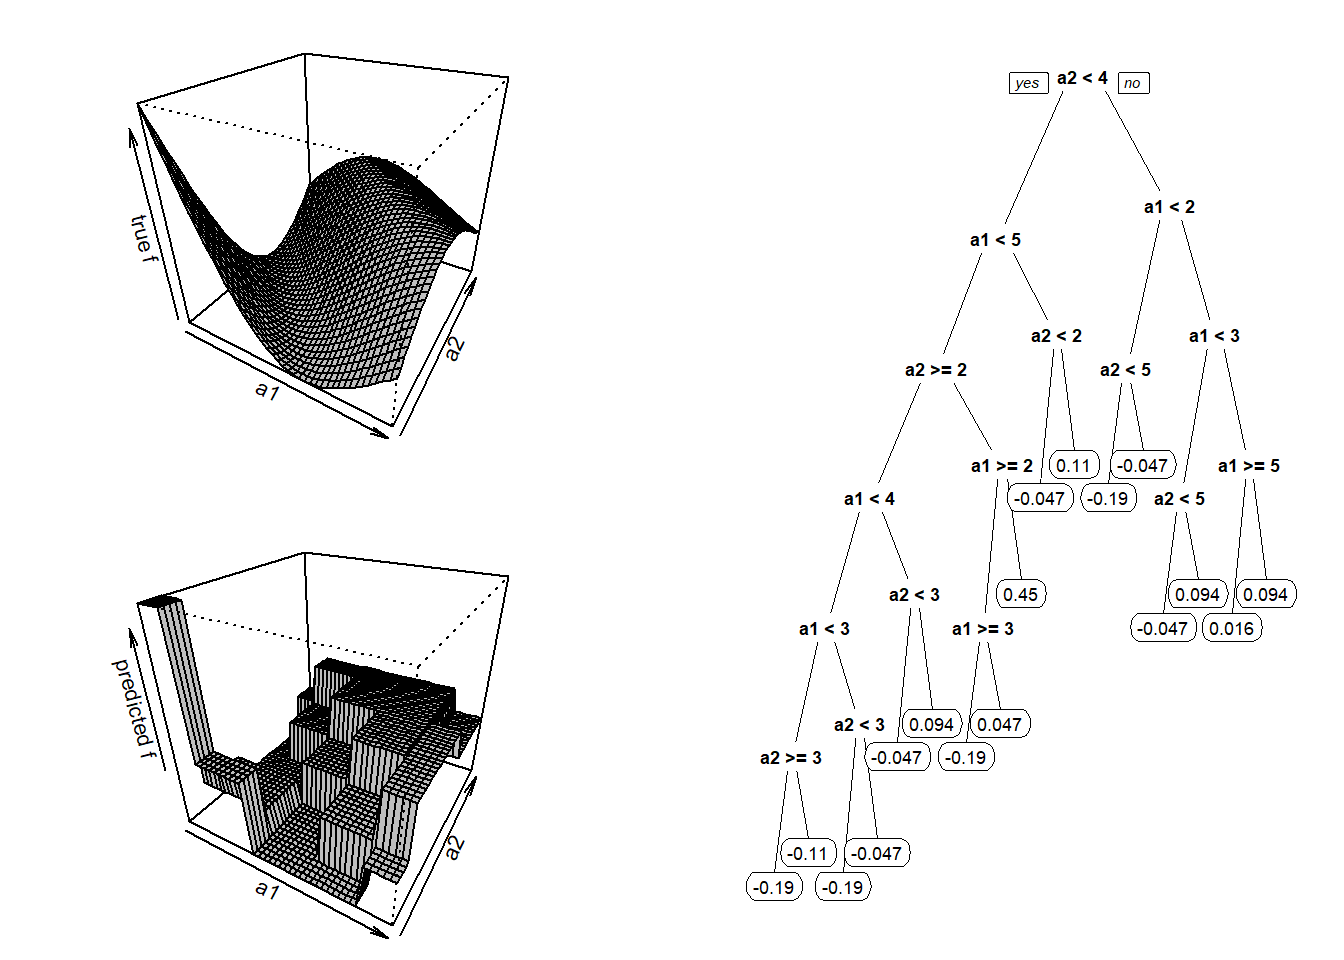 true f
a1
a2
predicted f
a1
a2
yes a2 < 4 no
a1 < 2
a1 < 5
a2 < 2 a1 < 3
a2 >= 2 a2 < 5
a1 >= 2 0.11 -0.047 a1 >= 5
a1 < 4 -0.047 -0.19 a2 < 5
a2 < 3 0.45 0.094 0.094
a1 < 3 a1 >= 3 -0.047 0.016
a2 < 3 0.094 0.047
a2 >= 3 -0.047 -0.19
-0.11 -0.047
-0.19 -0.19